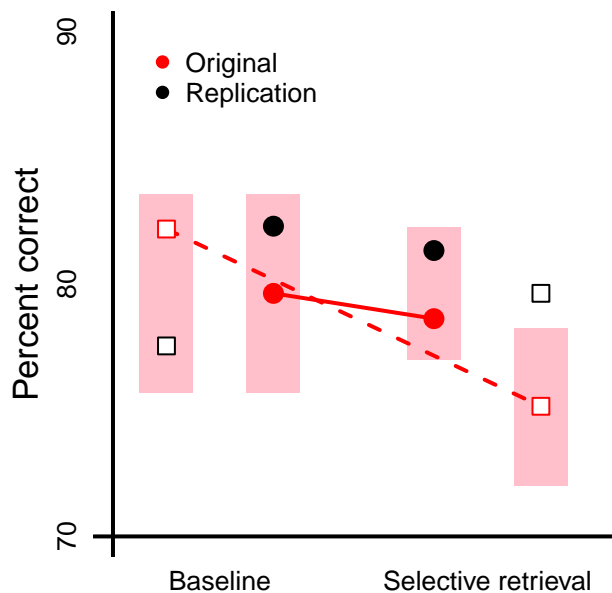 90
Original
Replication
Percent correct
80
70
Baseline
Selective retrieval